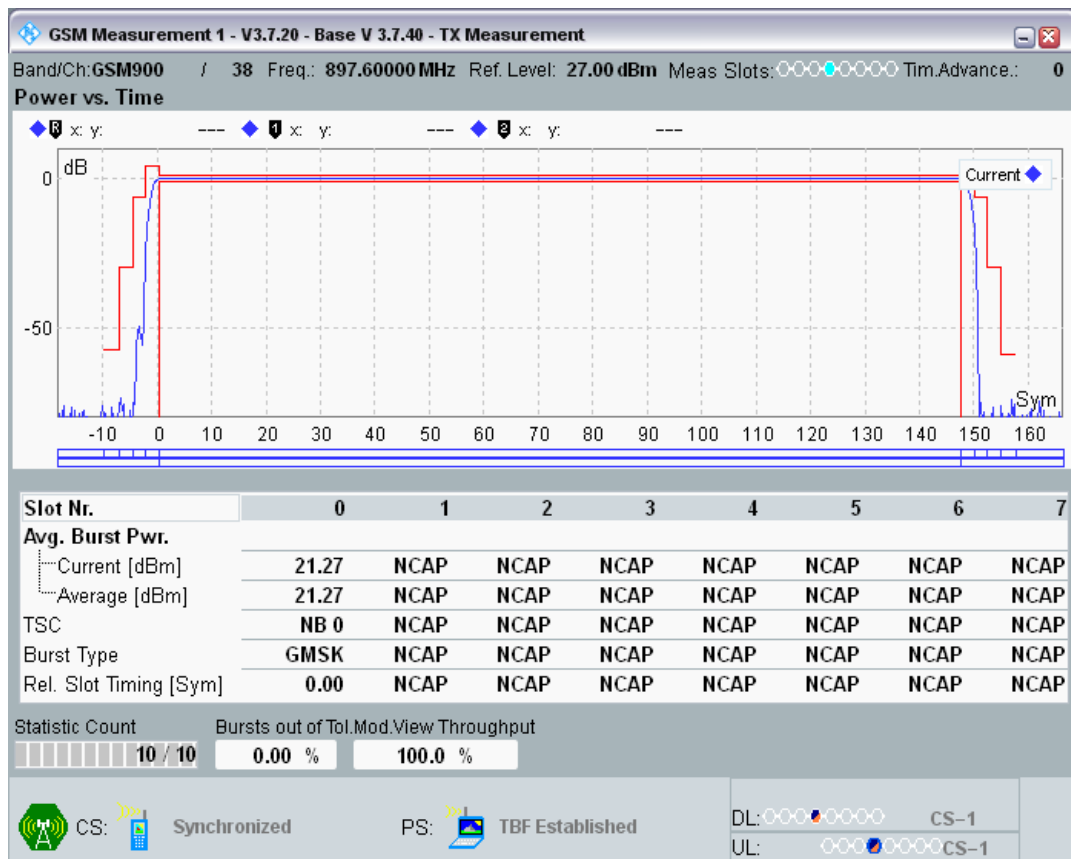 GSM Measurement 1 - V3.7.20 - Base V 3.7.40 - TX Measurement
Band/Ch:GSM900 / 38 Freq.: 897.60000 MHz Ref. Level: 27.00 dBm Meas Slots: Tim.Advance.: 0
Power vs. Time
R x: y: --- 1 x: y: --- 2 x: y: ---
dB
Current
0
-50
Sym
-10 0 10 20 30 40 50 60 70 80 90 100 110 120 130 140 150 160
Slot Nr. 0 1 2 3 4 5 6 7
Avg. Burst Pwr.
Current [dBm] 21.27 NCAP NCAP NCAP NCAP NCAP NCAP NCAP
Average [dBm] 21.27 NCAP NCAP NCAP NCAP NCAP NCAP NCAP
TSC NB 0 NCAP NCAP NCAP NCAP NCAP NCAP NCAP
Burst Type GMSK NCAP NCAP NCAP NCAP NCAP NCAP NCAP
Rel. Slot Timing [Sym] 0.00 NCAP NCAP NCAP NCAP NCAP NCAP NCAP
Statistic Count Bursts out of Tol.Mod.View Throughput
10 / 10 0.00 % 100.0 %
CS: Synchronized PS: TBF Established
DL: CS-1
UL: CS-1